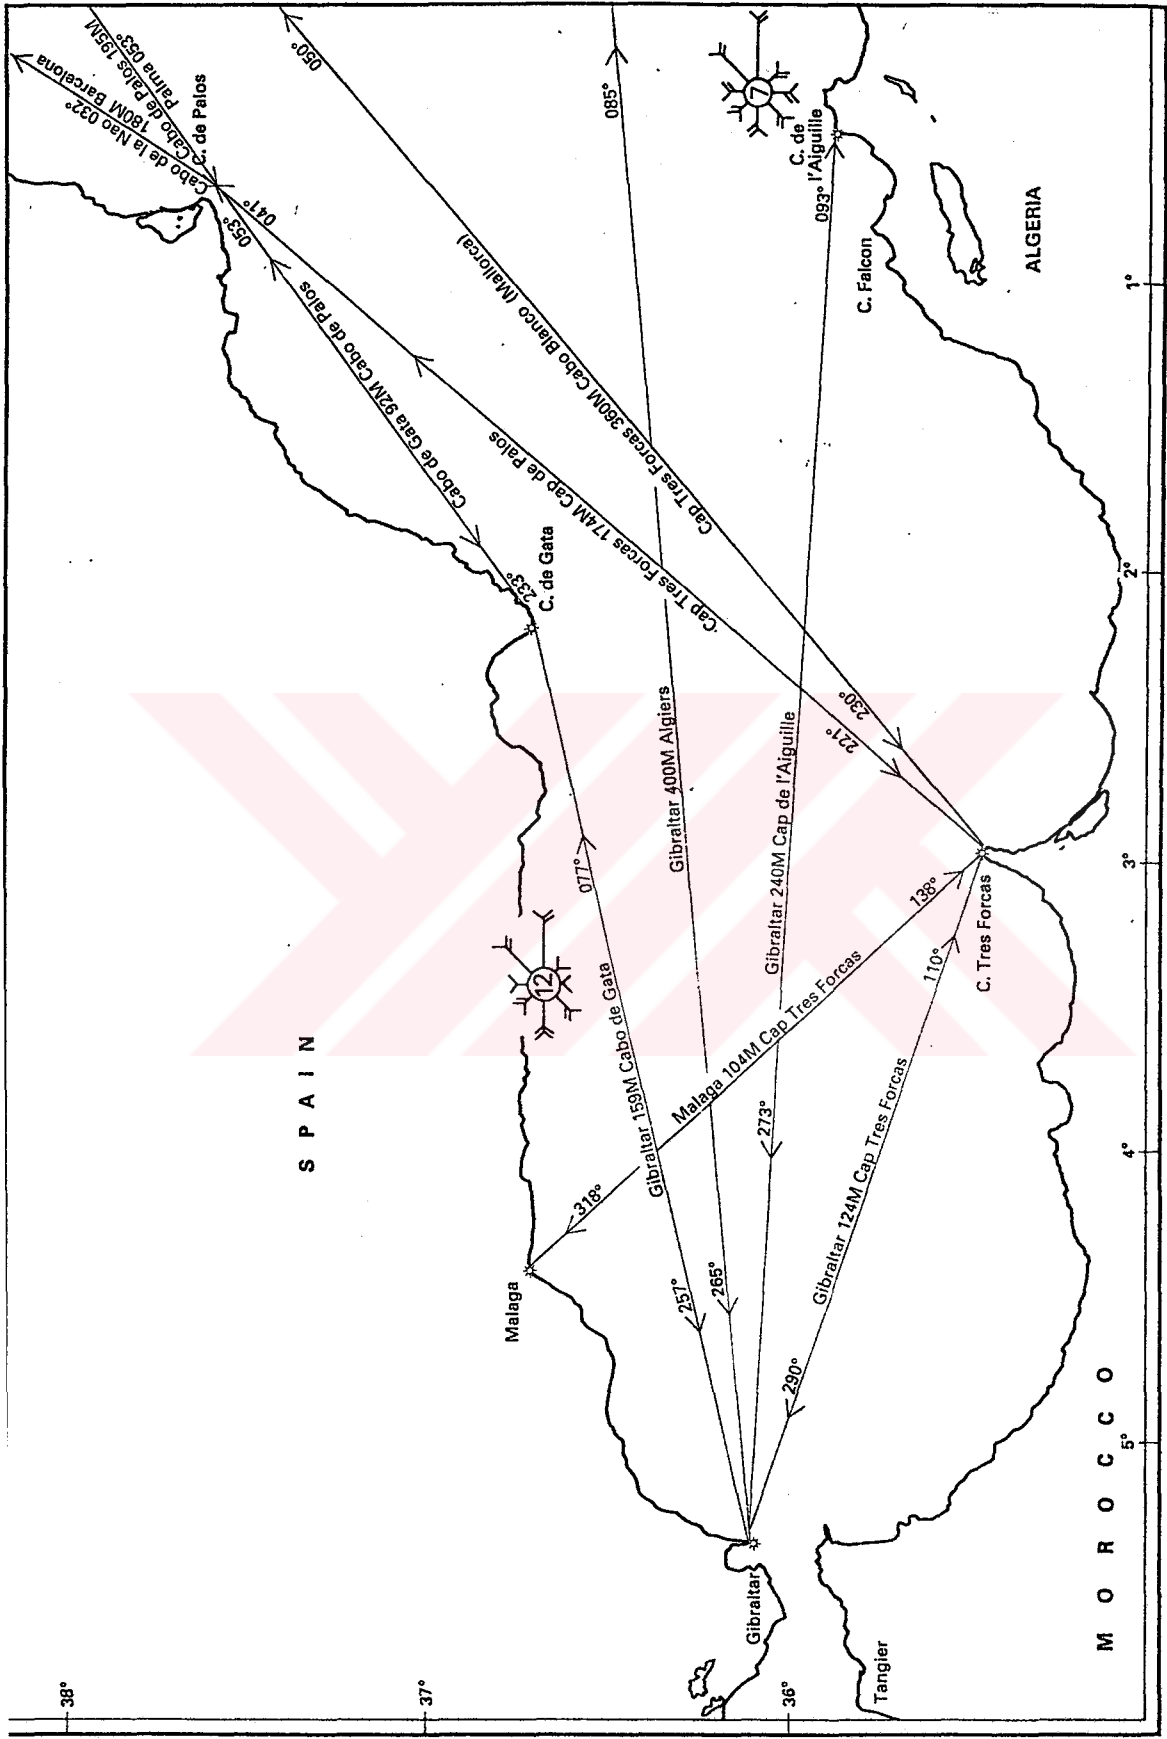 38°
37°
36°
Cabo de la Nao 032°
180M Barcelona
Cabo de Palos 195M
Palma 053°
C. de Palos
053°
041°
050°
085°
7
C. de
l'Aiguille
093°
C. Falcon
ALGERIA
Cabo de Gata 92M Cabo de Palos
Cap Tres Forcas 174M Cap de Palos
Cap Tres Forcas 360M Cabo Blanco (Mallorca)
233°
C. de Gata
077°
Gibraltar 400M Algiers
Gibraltar 240M Cap de l'Aiguille
221°
230°
12
SPAIN
Gibraltar 159M Cabo de Gata
Malaga 104M Cap Tres Forcas
138°
110°
C. Tres Forcas
Gibraltar 124M Cap Tres Forcas
318°
273°
Malaga
257°
265°
290°
Gibraltar
Tangier
MOROCCO
5°
4°
3°
2°
1°